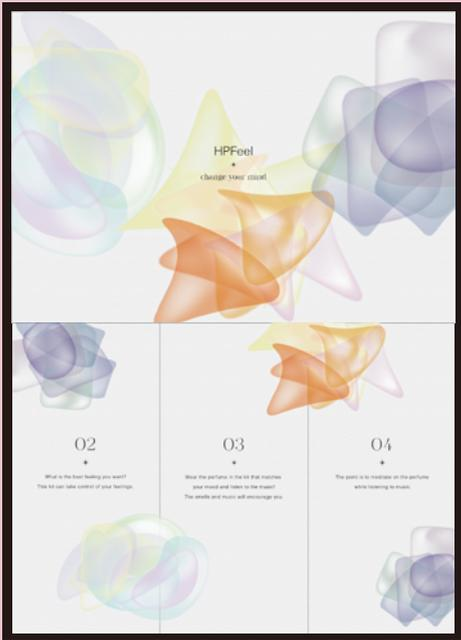 HPFeel
change your mind
02
What is the best feeling you want?
This kit can take control of your feelings.
03
Wear the perfume in the kit that matches
your mood and listen to the music?
The smells and music will encourage you.
04
The point is to meditate on the perfume
while listening to music.